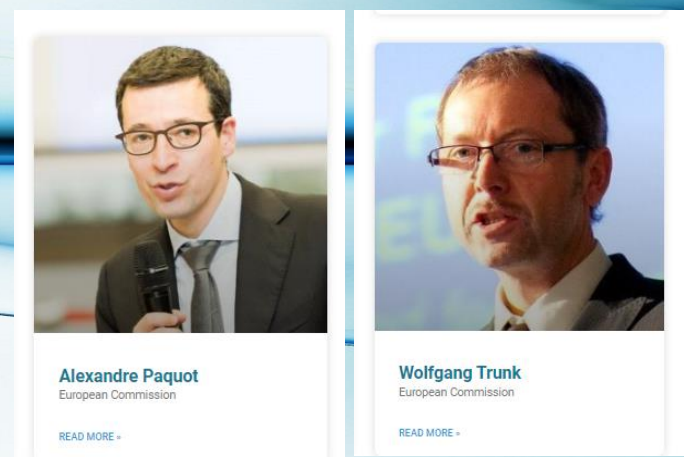 Alexandre Paquot
European Commission
READ MORE »
Wolfgang Trunk
European Commission
READ MORE »